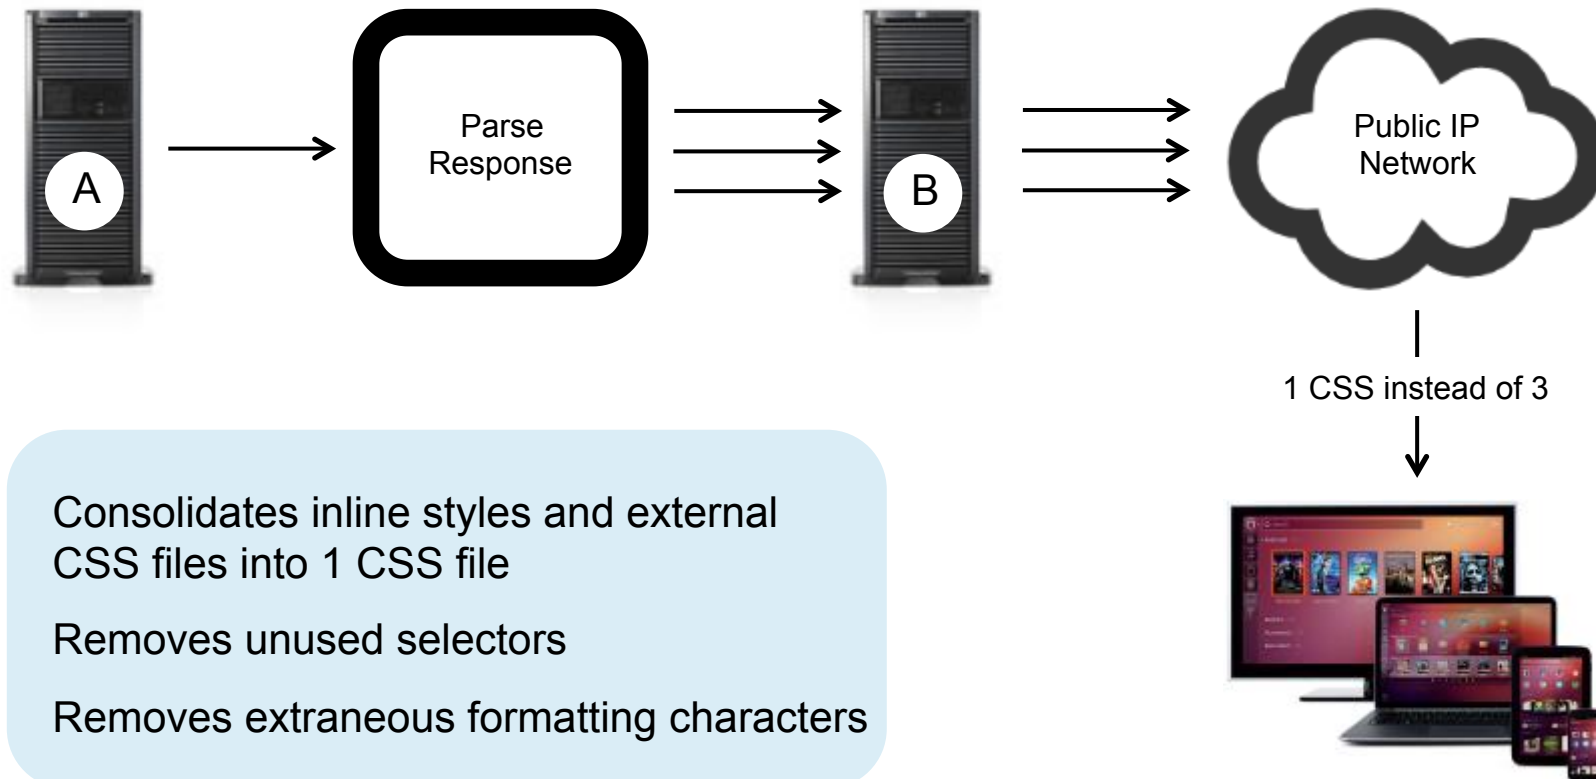 A
Parse
Response
B
Public IP
Network
1 CSS instead of 3
Consolidates inline styles and external
CSS files into 1 CSS file
Removes unused selectors
Removes extraneous formatting characters